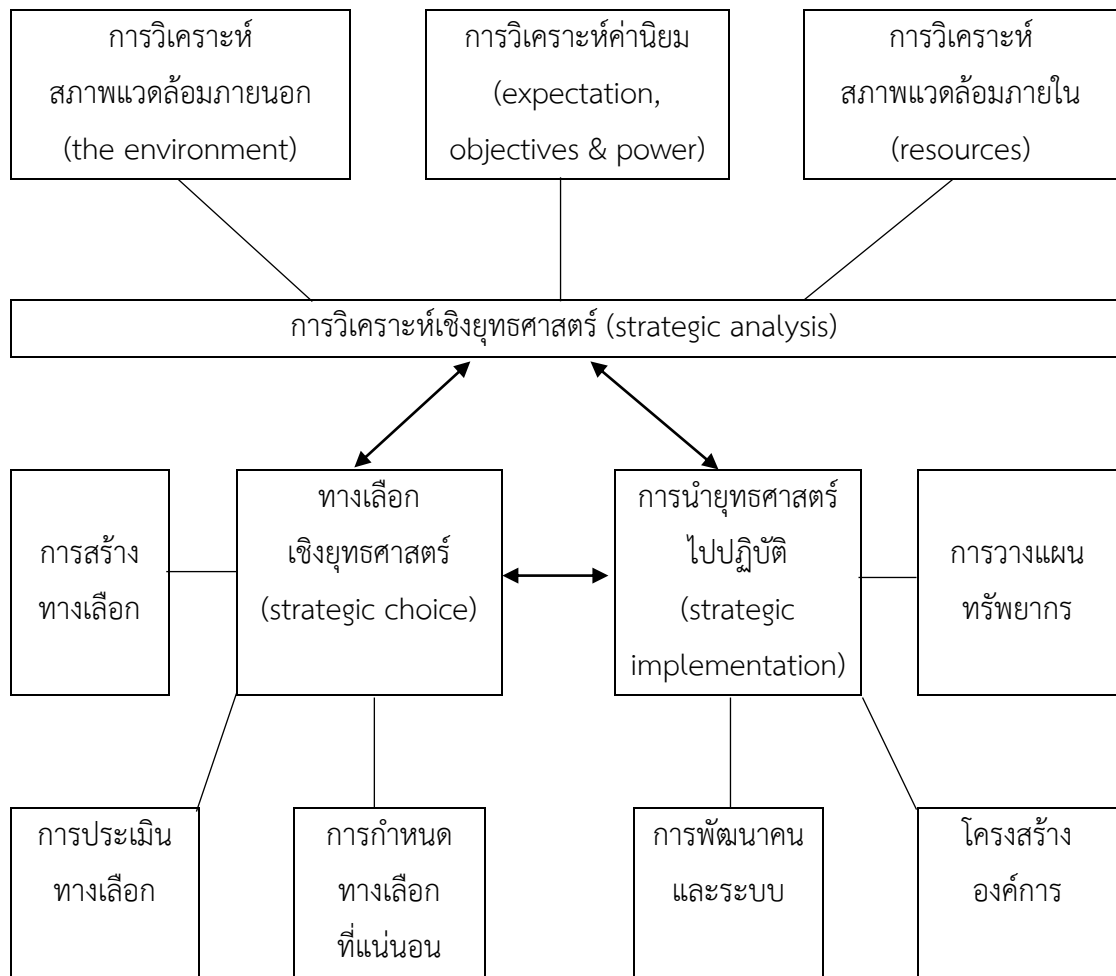 การวิเคราะห์
สภาพแวดล้อมภายนอก
(the environment)
การวิเคราะห์ค่านิยม
(expectation,
objectives & power)
การวิเคราะห์
สภาพแวดล้อมภายใน
(resources)
การวิเคราะห์เชิงยุทธศาสตร์ (strategic analysis)
การสร้าง
ทางเลือก
ทางเลือก
เชิงยุทธศาสตร์
(strategic choice)
การนำยุทธศาสตร์
ไปปฏิบัติ
(strategic
implementation)
การวางแผน
ทรัพยากร
การประเมิน
ทางเลือก
การกำหนด
ทางเลือก
ที่แน่นอน
การพัฒนาคน
และระบบ
โครงสร้าง
องค์การ